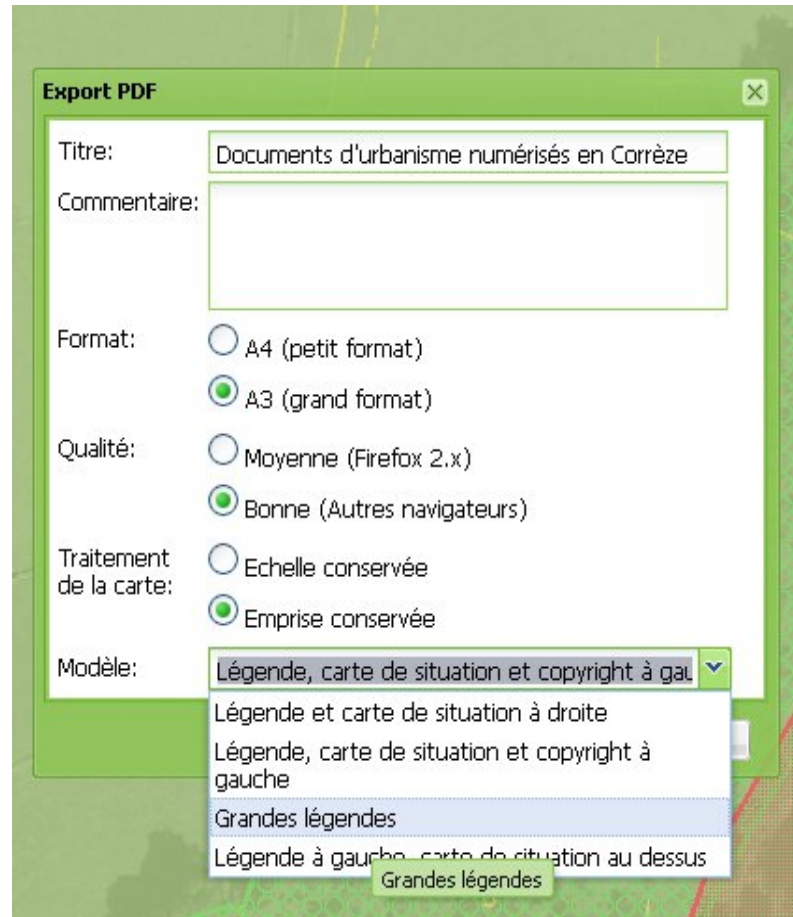 Export PDF
Titre:
Documents d'urbanisme numérisés en Corrèze
Commentaire:
Format:
A4 (petit format)
A3 (grand format)
Qualité:
Moyenne (Firefox 2.x)
Bonne (Autres navigateurs)
Traitement
de la carte:
Echelle conservée
Emprise conservée
Modèle:
Légende, carte de situation et copyright à gau
Légende et carte de situation à droite
Légende, carte de situation et copyright à
gauche
Grandes légendes
Légende à gauche, carte de situation au dessus
Grandes légendes